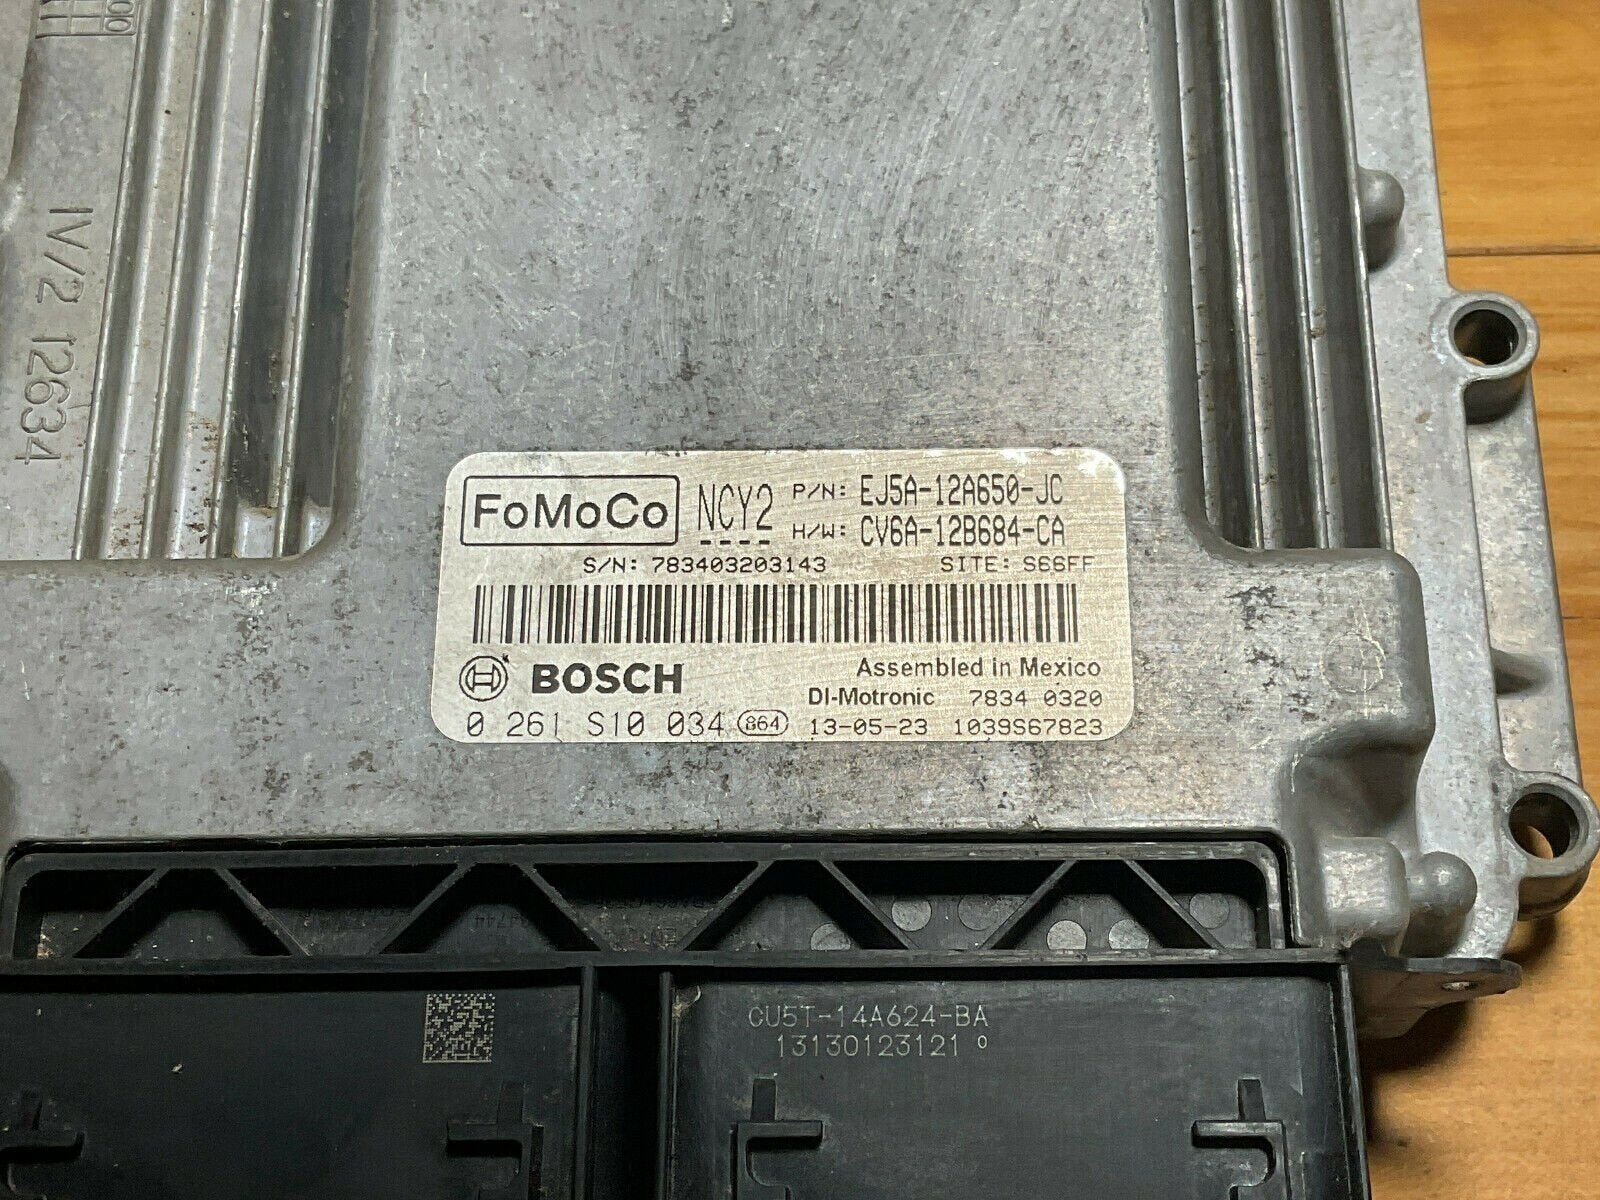 00
IV/2 12634
FoMoCo NCY2 P/N: EJ5A-12A650-JC
H/W: CV6A-12B684-CA
S/N: 783403203143 SITE: S66FF
BOSCH Assembled in Mexico
DI-Motronic 7834 0320
0 261 S10 034 864 13-05-23 1039S67823
CU5T-14A624-BA
13130123121 o